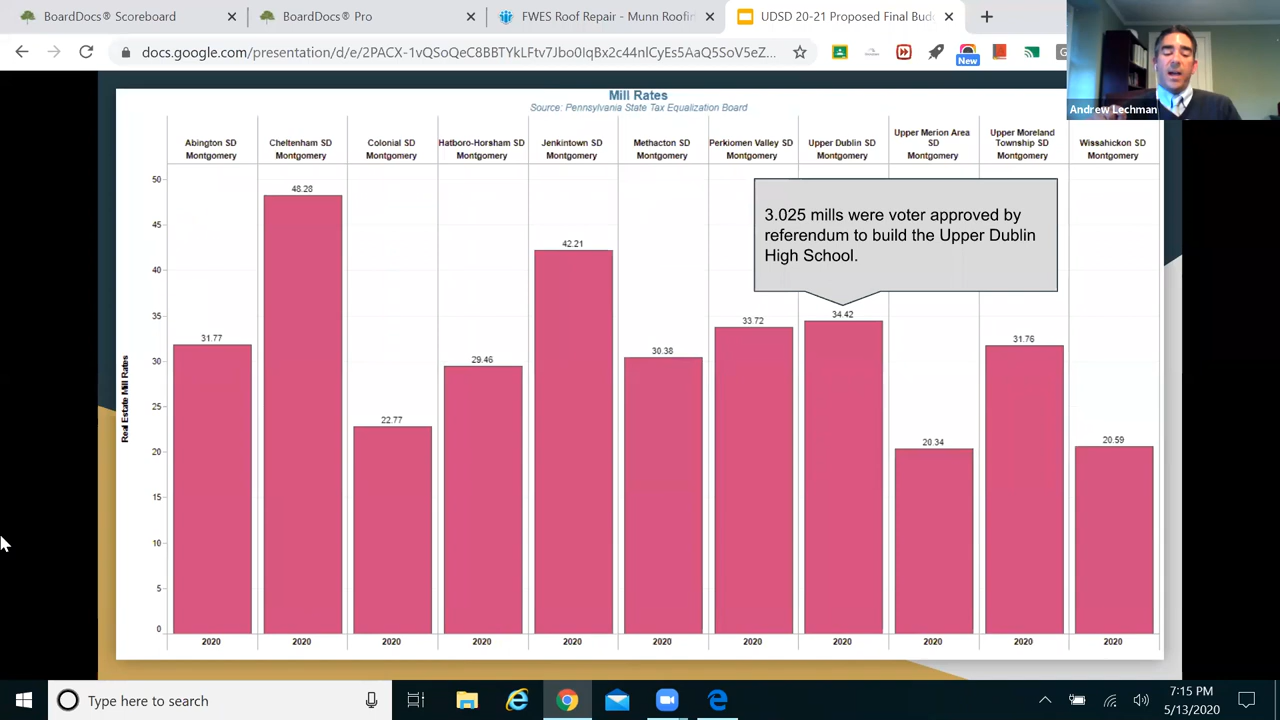 BoardDocs® Scoreboard
BoardDocs® Pro
FWES Roof Repair - Munn Roofin
UDSD 20-21 Proposed Final Bud
docs.google.com/presentation/d/e/2PACX-1vQSoQeC8BTYkLFtv7Jbo0IqBx2c44nICyEs5AaQ5SoV5eZ...
New
Andrew Lechman
Mill Rates
Source: Pennsylvania State Tax Equalization Board
Abington SD
Montgomery
Cheltenham SD
Montgomery
Colonial SD
Montgomery
Hatboro-Horsham SD
Montgomery
Jenkintown SD
Montgomery
Methacton SD
Montgomery
Perkiomen Valley SD
Montgomery
Upper Dublin SD
Montgomery
Upper Merion Area
SD
Montgomery
Upper Moreland
Township SD
Montgomery
Wissahickon SD
Montgomery
3.025 mills were voter approved by
referendum to build the Upper Dublin
High School.
Real Estate Mill Rates
50
45
40
35
30
25
20
15
10
5
0
31.77
48.28
22.77
29.46
42.21
30.38
33.72
34.42
20.34
31.76
20.59
2020
2020
2020
2020
2020
2020
2020
2020
2020
2020
2020
Type here to search
7:15 PM
5/13/2020